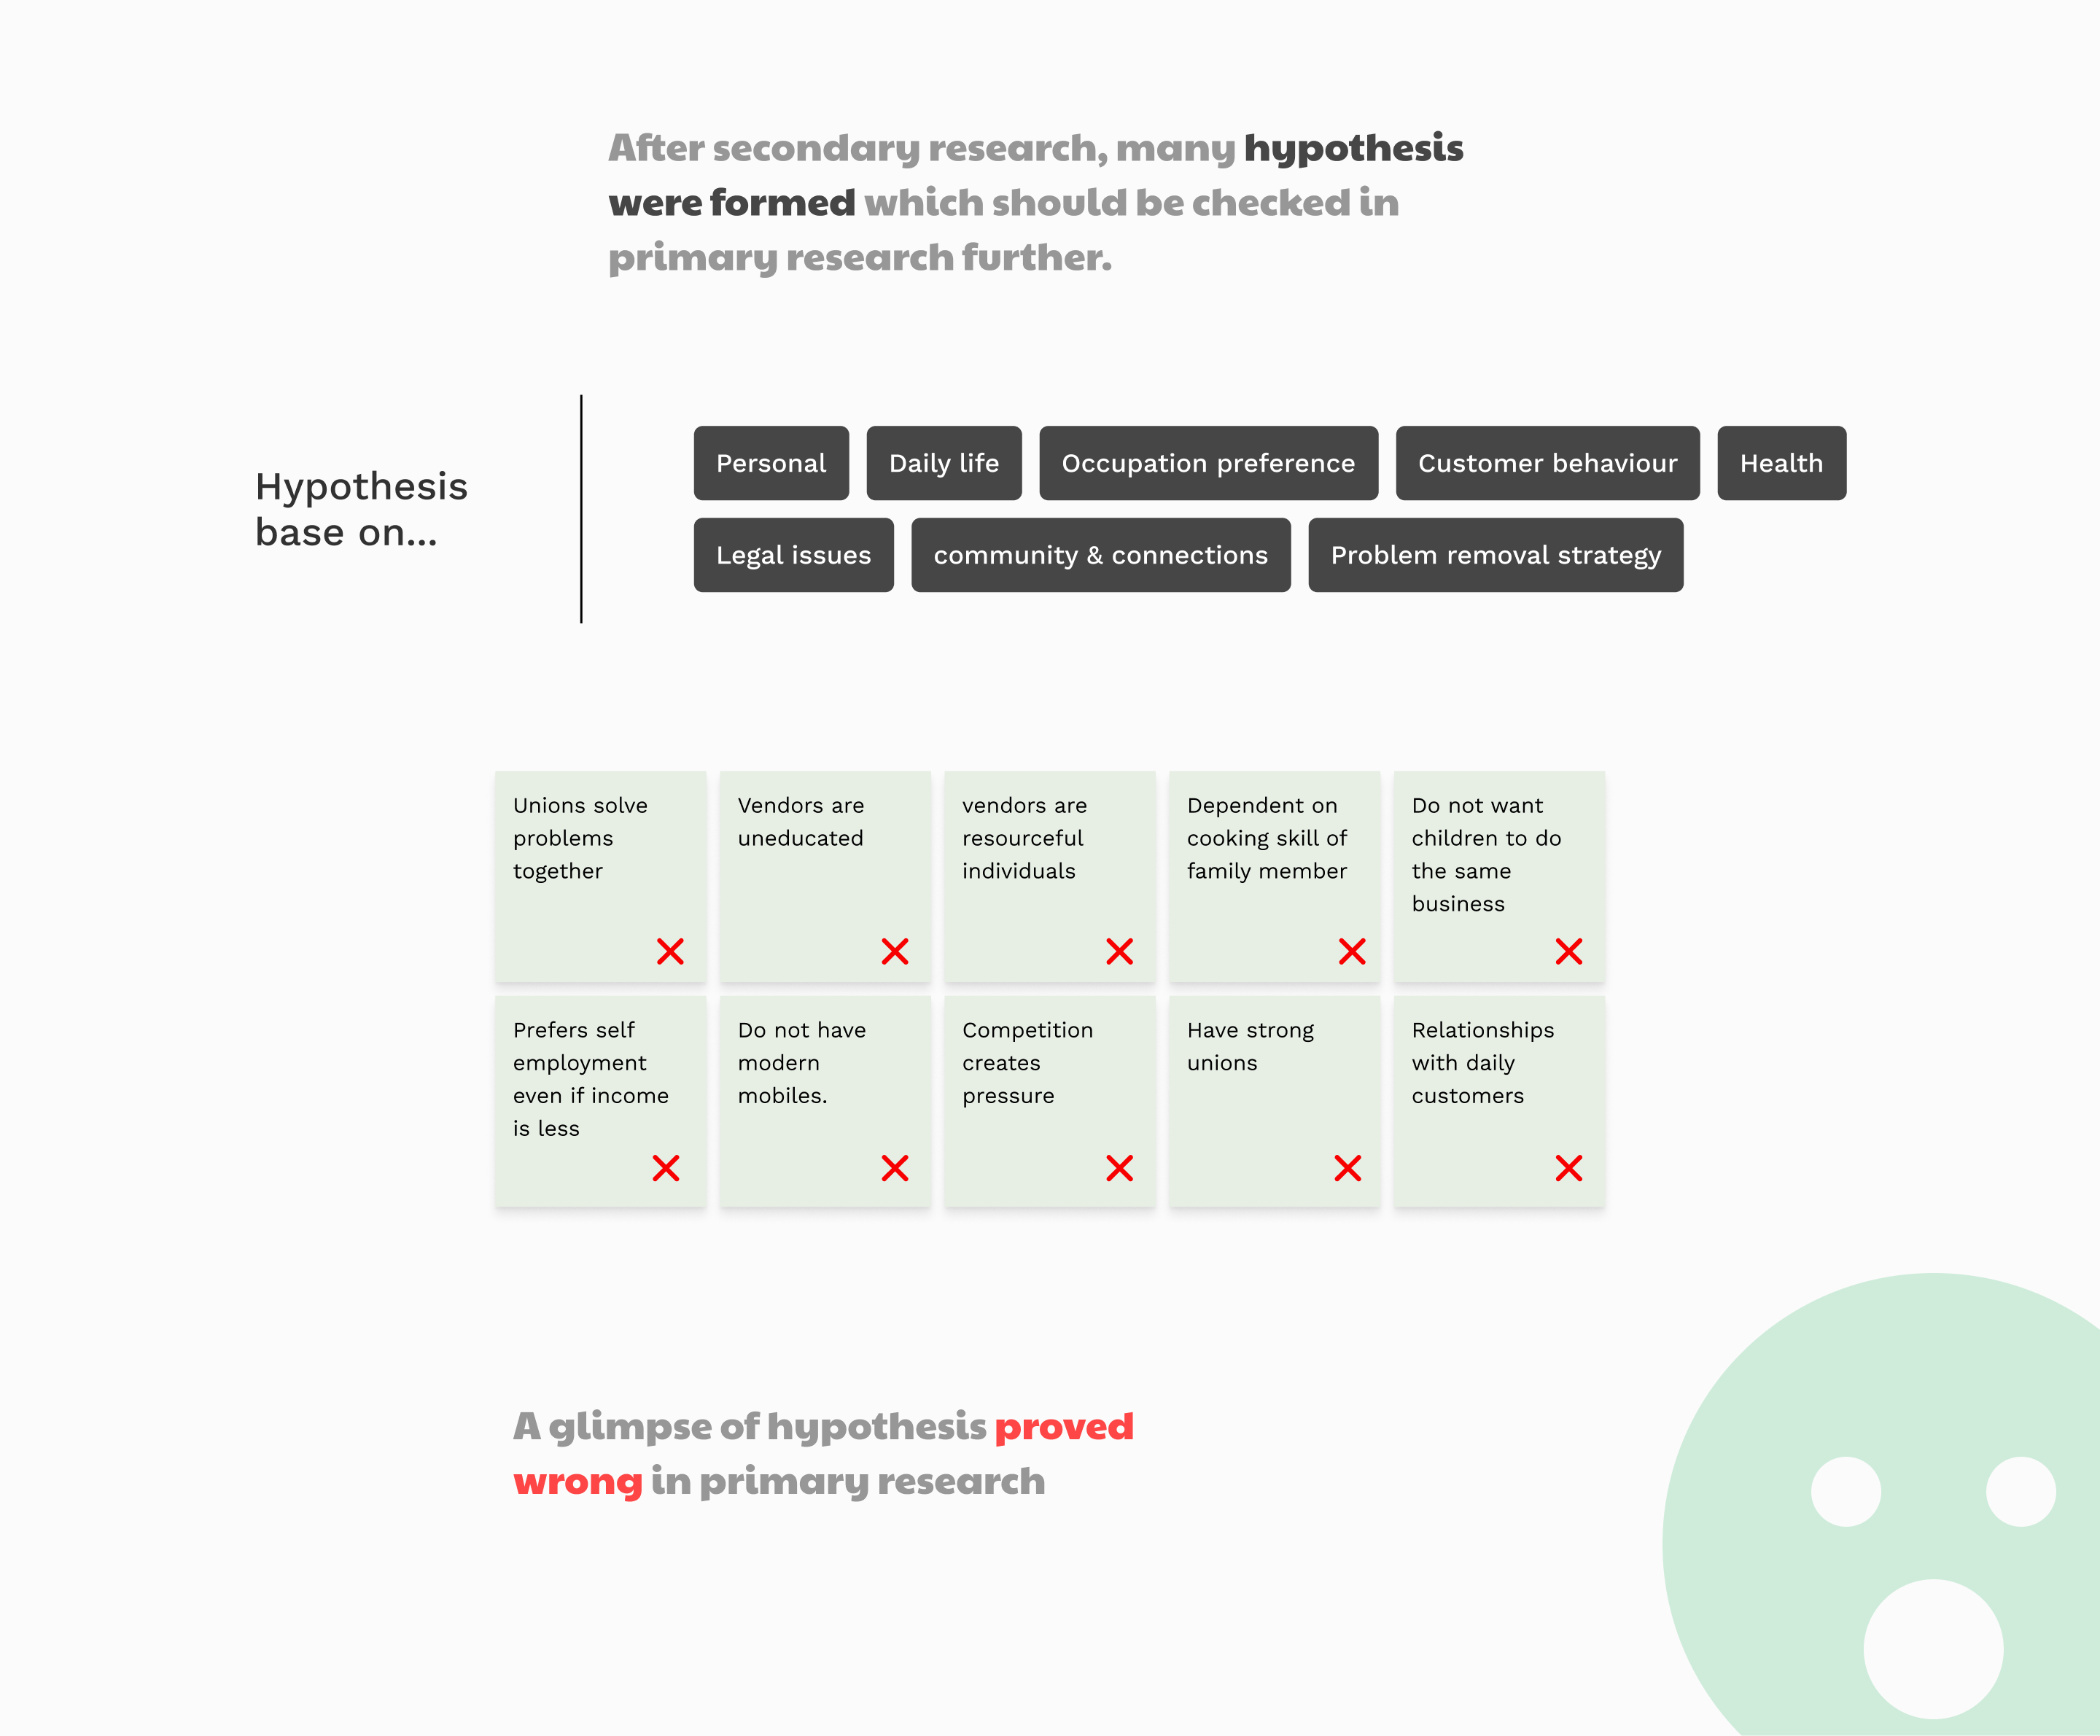 After secondary research, many hypothesis
were formed which should be checked in
primary research further.
Hypothesis
base on...
Personal
Daily life
Occupation preference
Customer behaviour
Health
Legal issues
community & connections
Problem removal strategy
Unions solve
problems
together
Vendors are
uneducated
vendors are
resourceful
individuals
Dependent on
cooking skill of
family member
Do not want
children to do
the same
business
Prefers self
employment
even if income
is less
Do not have
modern
mobiles.
Competition
creates
pressure
Have strong
unions
Relationships
with daily
customers
A glimpse of hypothesis proved
wrong in primary research